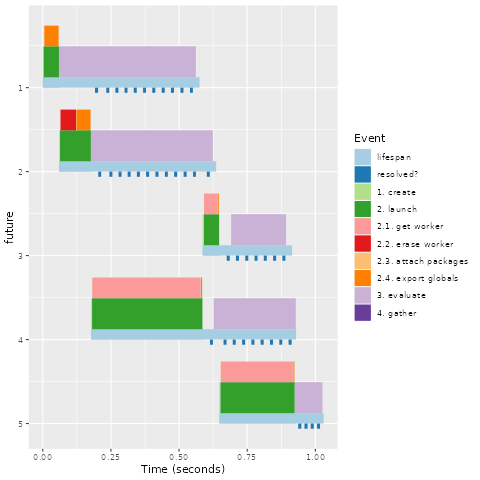 1
2
3
4
5
future
0.00 0.25 0.50 0.75 1.00
Time (seconds)
Event
lifespan
resolved?
1. create
2. launch
2.1. get worker
2.2. erase worker
2.3. attach packages
2.4. export globals
3. evaluate
4. gather